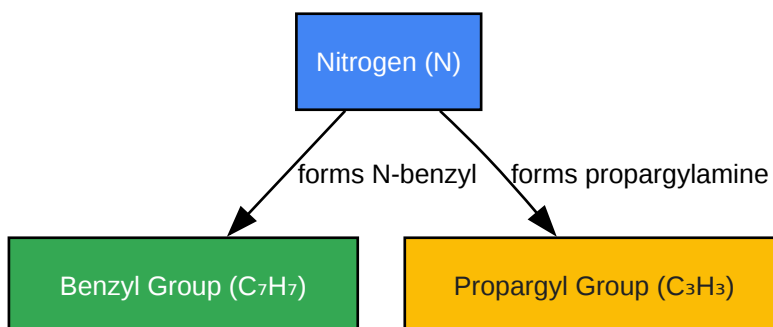 Nitrogen (N)
forms N-benzyl
forms propargylamine
Benzyl Group (C₇H₇)
Propargyl Group (C₃H₃)